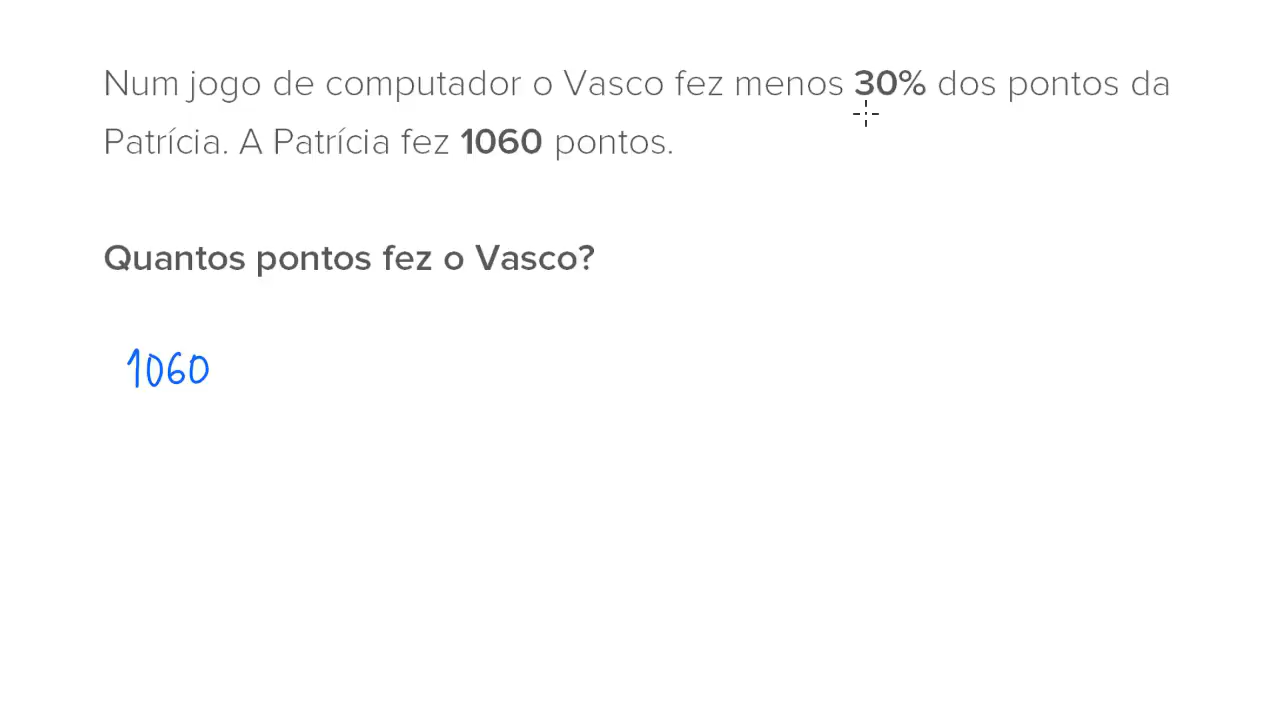 Num jogo de computador o Vasco fez menos 30% dos pontos da
Patrícia. A Patrícia fez 1060 pontos.
Quantos pontos fez o Vasco?
1060